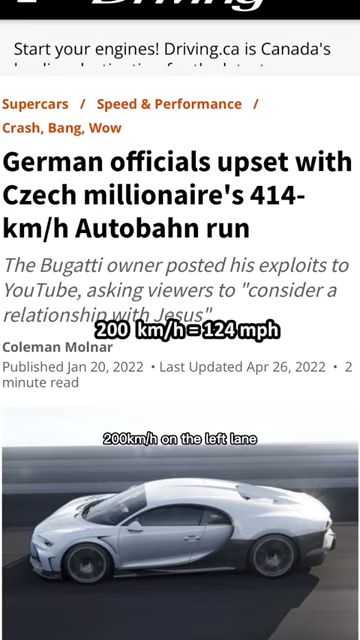 Driving
Start your engines! Driving.ca is Canada's
Supercars / Speed & Performance /
Crash, Bang, Wow
German officials upset with
Czech millionaire's 414-
km/h Autobahn run
The Bugatti owner posted his exploits to
YouTube, asking viewers to "consider a
relationship with Jesus"
200 km/h = 124 mph
Coleman Molnar
Published Jan 20, 2022 • Last Updated Apr 26, 2022 • 2
minute read
200km/h on the left lane